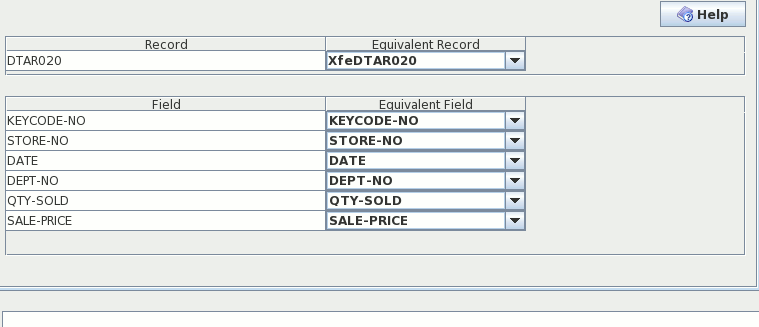 Help
Record Equivalent Record
DTAR020 XfeDTAR020
Field Equivalent Field
KEYCODE-NO KEYCODE-NO
STORE-NO STORE-NO
DATE DATE
DEPT-NO DEPT-NO
QTY-SOLD QTY-SOLD
SALE-PRICE SALE-PRICE